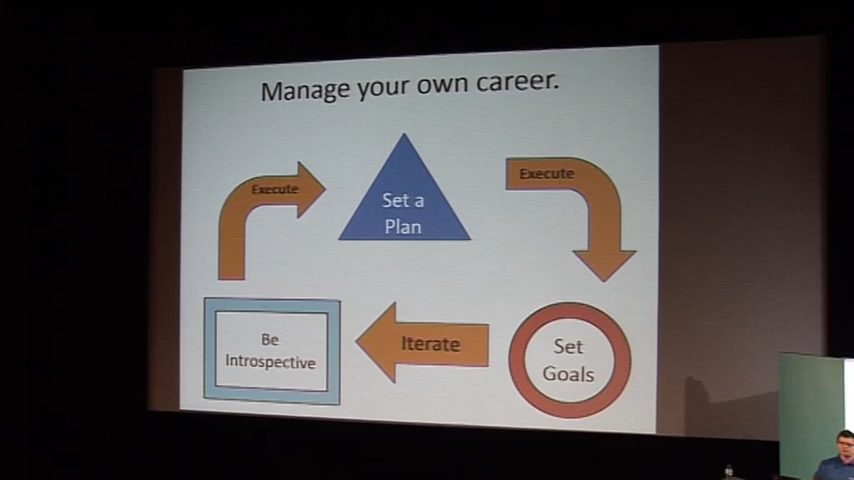 Manage your own career.
Execute
Execute
Set a
Plan
Be
Introspective
Iterate
Set
Goals